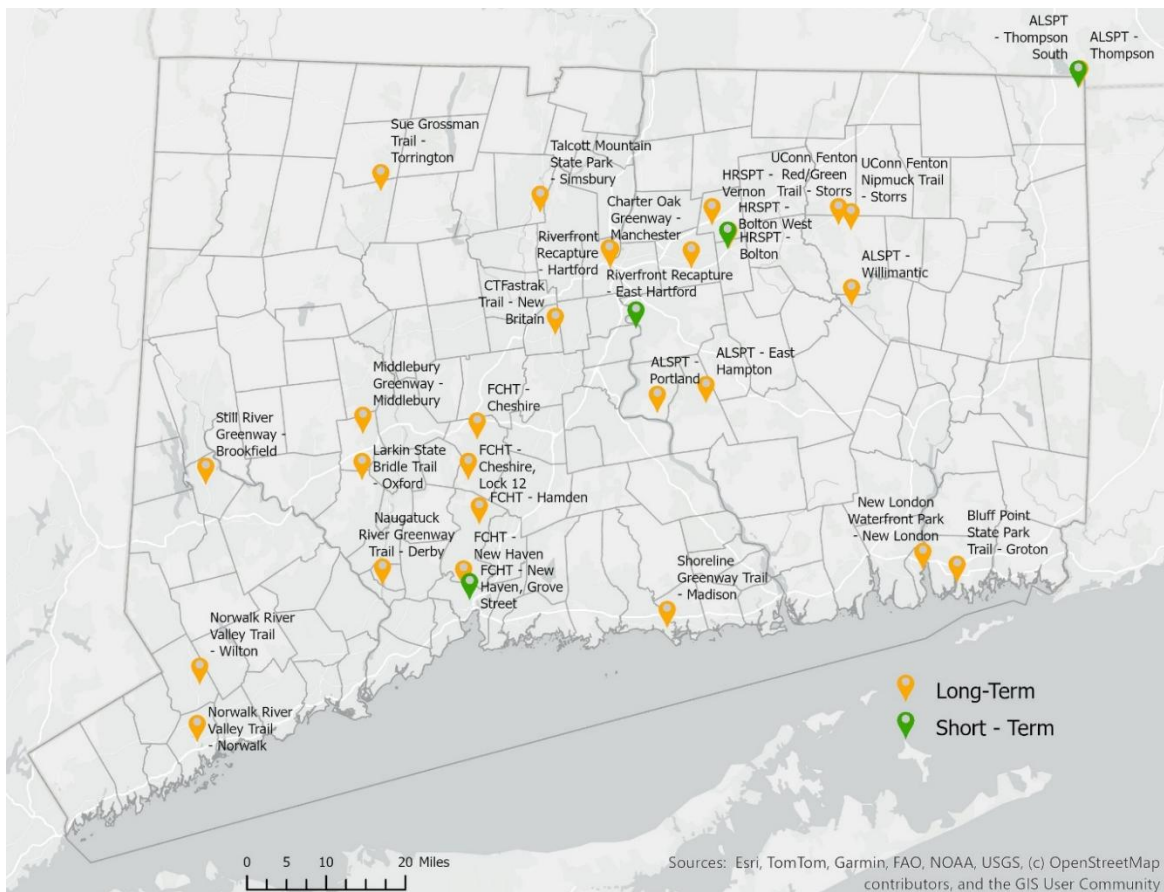 ALSPT
- Thompson
South
ALSPT -
Thompson
Sue Grossman
Trail -
Torrington
Talcott Mountain
State Park
- Simsbury
UConn Fenton
Red/Green
Trail - Storrs
UConn Fenton
Nipmuck Trail
- Storrs
HRSPT -
Vernon
HRSPT -
Bolton West
HRSPT -
Bolton
Charter Oak
Greenway -
Manchester
Riverfront
Recapture
- Hartford
Riverfront Recapture
- East Hartford
ALSPT -
Willimantic
CTFastrak
Trail - New
Britain
ALSPT -
Portland
ALSPT - East
Hampton
Middlebury
Greenway -
Middlebury
FCHT -
Cheshire
Still River
Greenway -
Brookfield
Larkin State
Bridle Trail
- Oxford
FCHT -
Cheshire,
Lock 12
FCHT - Hamden
Naugatuck
River Greenway
Trail - Derby
FCHT -
New Haven
FCHT - New
Haven, Grove
Street
New London
Waterfront Park
- New London
Bluff Point
State Park
Trail - Groton
Shoreline
Greenway Trail
- Madison
Norwalk River
Valley Trail
- Wilton
Norwalk River
Valley Trail
- Norwalk
Long-Term
Short - Term
0 5 10 20 Miles
Sources: Esri, TomTom, Garmin, FAO, NOAA, USGS, (c) OpenStreetMap
contributors, and the GIS User Community